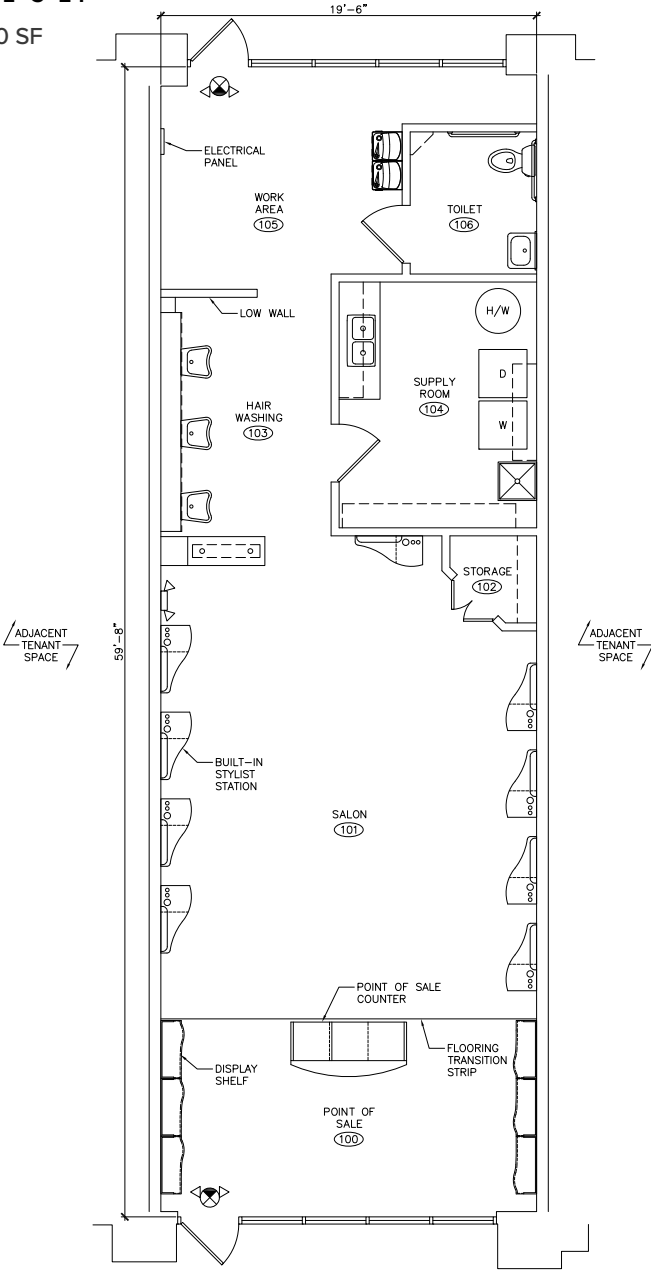 19'-6"
0 SF
ELECTRICAL
PANEL
WORK
AREA
105
TOILET
106
LOW WALL
H/W
D
SUPPLY
ROOM
104
W
HAIR
WASHING
103
STORAGE
102
59'-8"
ADJACENT
TENANT
SPACE
ADJACENT
TENANT
SPACE
BUILT-IN
STYLIST
STATION
SALON
101
POINT OF SALE
COUNTER
FLOORING
TRANSITION
STRIP
DISPLAY
SHELF
POINT OF
SALE
100